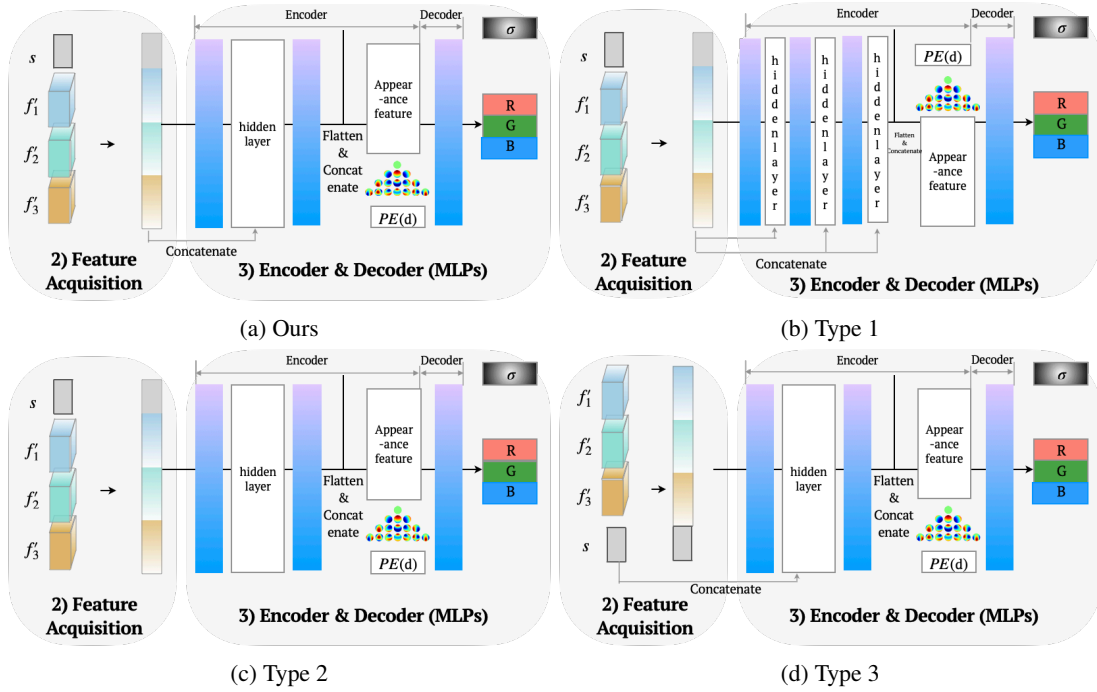 Encoder
Decoder
s
f′1
f′2
f′3
hidden
layer
Flatten
&
Concat
enate
Appear
-ance
feature
PE(d)
σ
R
G
B
Concatenate
2) Feature
Acquisition
3) Encoder & Decoder (MLPs)
(a) Ours
Encoder
Decoder
s
f′1
f′2
f′3
hiddenlayer
hiddenlayer
hiddenlayer
Flatten
&
Concatenate
PE(d)
Appear
-ance
feature
σ
R
G
B
Concatenate
2) Feature
Acquisition
3) Encoder & Decoder (MLPs)
(b) Type 1
Encoder
Decoder
s
f′1
f′2
f′3
hidden
layer
Flatten
&
Concat
enate
Appear
-ance
feature
PE(d)
σ
R
G
B
2) Feature
Acquisition
3) Encoder & Decoder (MLPs)
(c) Type 2
Encoder
Decoder
f′1
f′2
f′3
s
hidden
layer
Flatten
&
Concat
enate
Appear
-ance
feature
PE(d)
σ
R
G
B
Concatenate
2) Feature
Acquisition
3) Encoder & Decoder (MLPs)
(d) Type 3